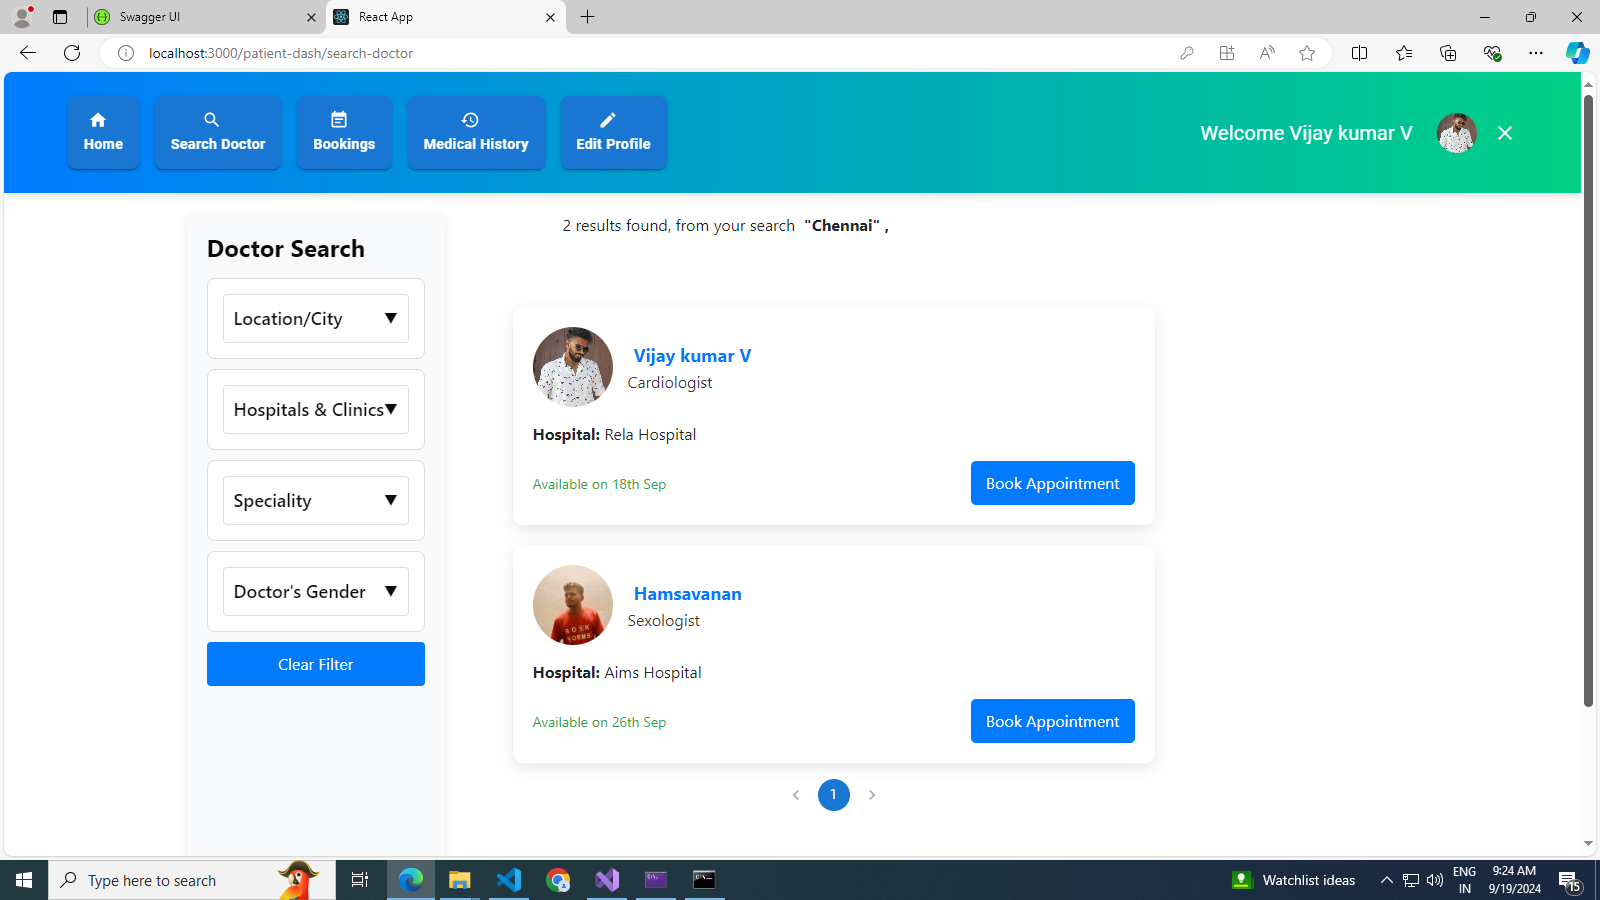 Swagger UI
React App
localhost:3000/patient-dash/search-doctor
Home
Search Doctor
Bookings
Medical History
Edit Profile
Welcome Vijay kumar V
Doctor Search
Location/City
Hospitals & Clinics
Speciality
Doctor's Gender
Clear Filter
2 results found, from your search "Chennai" ,
Vijay kumar V
Cardiologist
Hospital: Rela Hospital
Available on 18th Sep
Book Appointment
Hamsavanan
Sexologist
Hospital: Aims Hospital
Available on 26th Sep
Book Appointment
1
Type here to search
Watchlist ideas
ENG
IN
9:24 AM
9/19/2024
15